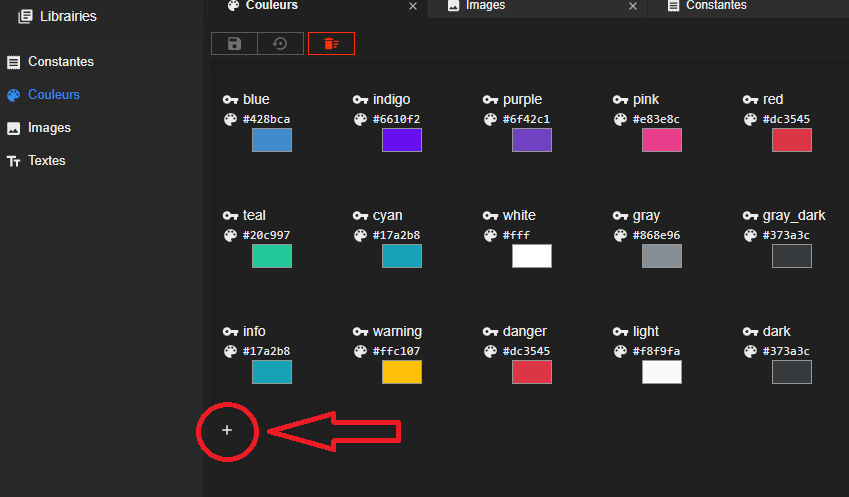 Librairies
Constantes
Couleurs
Images
Textes
Couleurs × Images × Constantes
blue indigo purple pink red
#428bca #6610f2 #6f42c1 #e83e8c #dc3545
teal cyan white gray gray_dark
#20c997 #17a2b8 #fff #868e96 #373a3c
info warning danger light dark
#17a2b8 #ffc107 #dc3545 #f8f9fa #373a3c
+